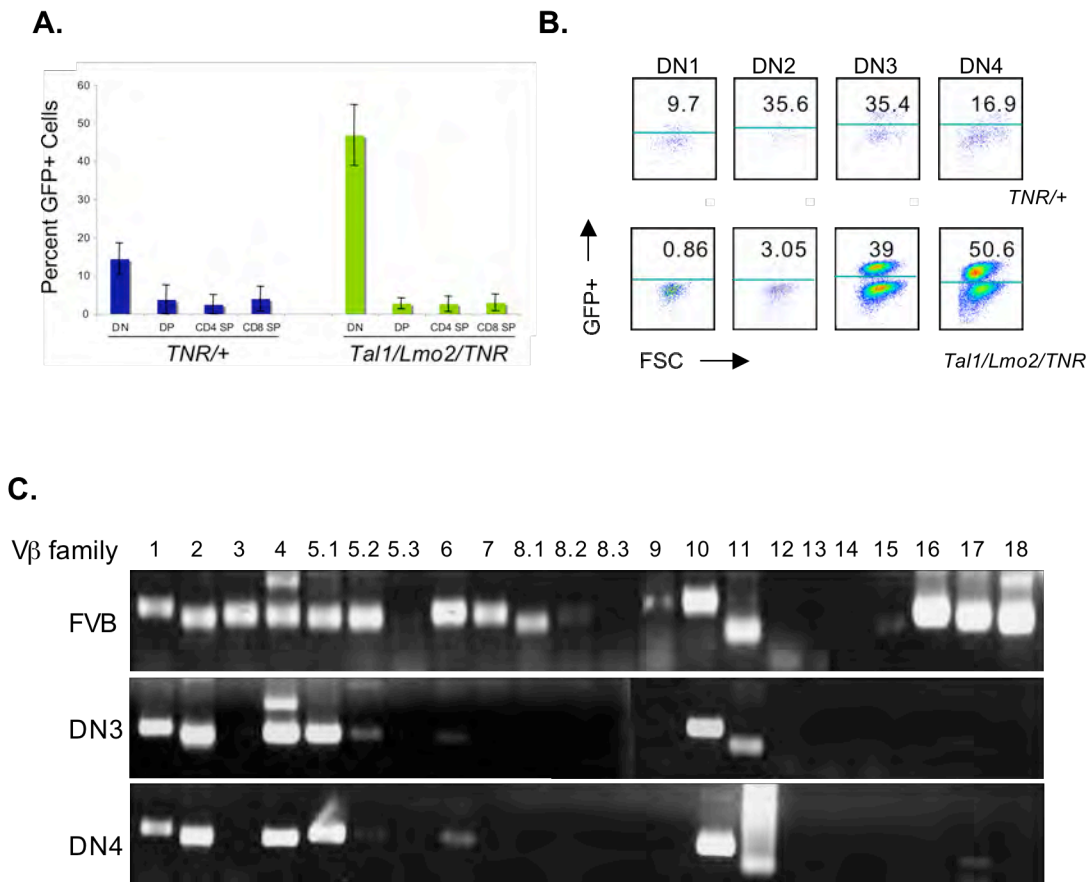 A.
Percent GFP+ Cells
60
50
40
30
20
10
0
DN DP CD4 SP CD8 SP DN DP CD4 SP CD8 SP
TNR/+ Tal1/Lmo2/TNR
B.
DN1 DN2 DN3 DN4
9.7 35.6 35.4 16.9
TNR/+
0.86 3.05 39 50.6
GFP+
FSC
Tal1/Lmo2/TNR
C.
Vβ family 1 2 3 4 5.1 5.2 5.3 6 7 8.1 8.2 8.3 9 10 11 12 13 14 15 16 17 18
FVB
DN3
DN4